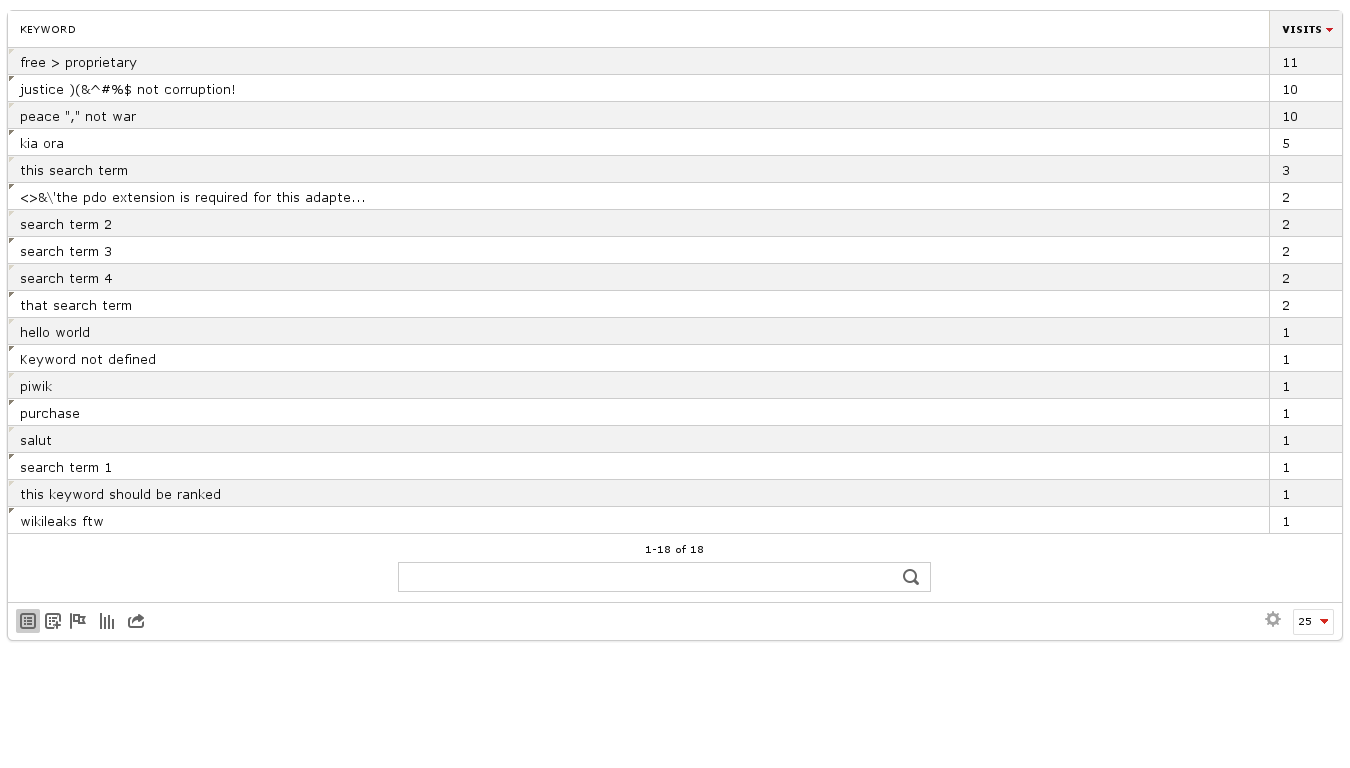 KEYWORD VISITS
free > proprietary 11
justice )(&^#%$ not corruption! 10
peace "," not war 10
kia ora 5
this search term 3
<>&\'the pdo extension is required for this adapte... 2
search term 2 2
search term 3 2
search term 4 2
that search term 2
hello world 1
Keyword not defined 1
piwik 1
purchase 1
salut 1
search term 1 1
this keyword should be ranked 1
wikileaks ftw 1
1-18 of 18
25